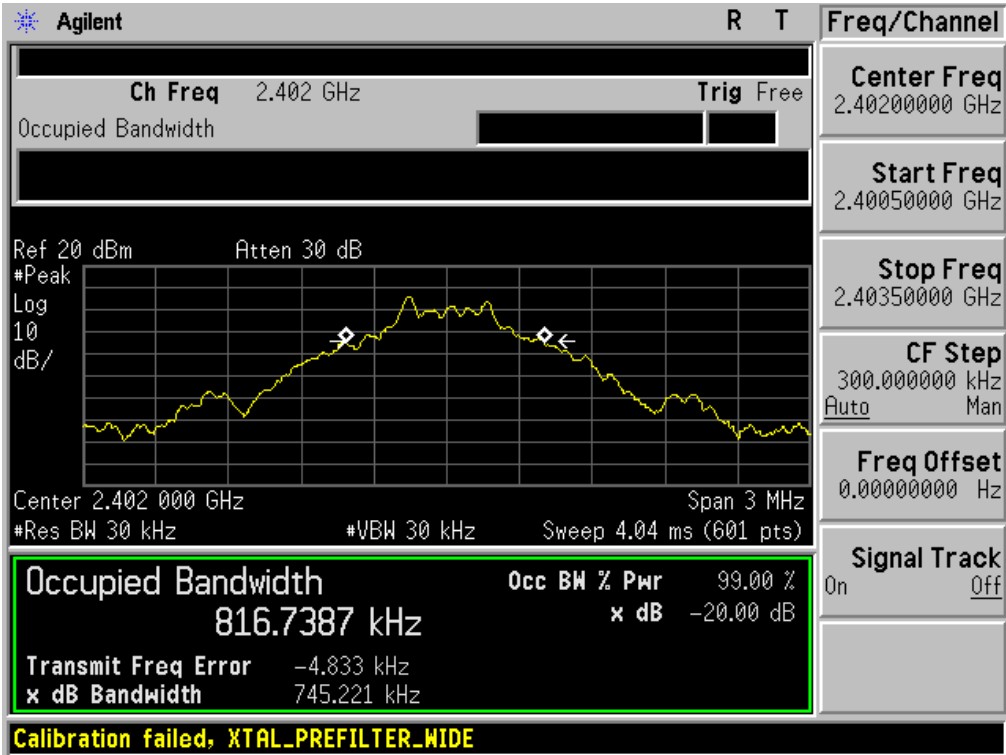 Agilent R T
Freq/Channel
Ch Freq 2.402 GHz Trig Free
Occupied Bandwidth
Center Freq
2.40200000 GHz
Start Freq
2.40050000 GHz
Stop Freq
2.40350000 GHz
CF Step
300.000000 kHz
Auto Man
Freq Offset
0.00000000 Hz
Signal Track
On Off
Ref 20 dBm Atten 30 dB
#Peak
Log
10
dB/
Center 2.402 000 GHz Span 3 MHz
#Res BW 30 kHz #VBW 30 kHz Sweep 4.04 ms (601 pts)
Occupied Bandwidth
816.7387 kHz
Occ BW % Pwr 99.00 %
x dB -20.00 dB
Transmit Freq Error -4.833 kHz
x dB Bandwidth 745.221 kHz
Calibration failed, XTAL_PREFILTER_WIDE